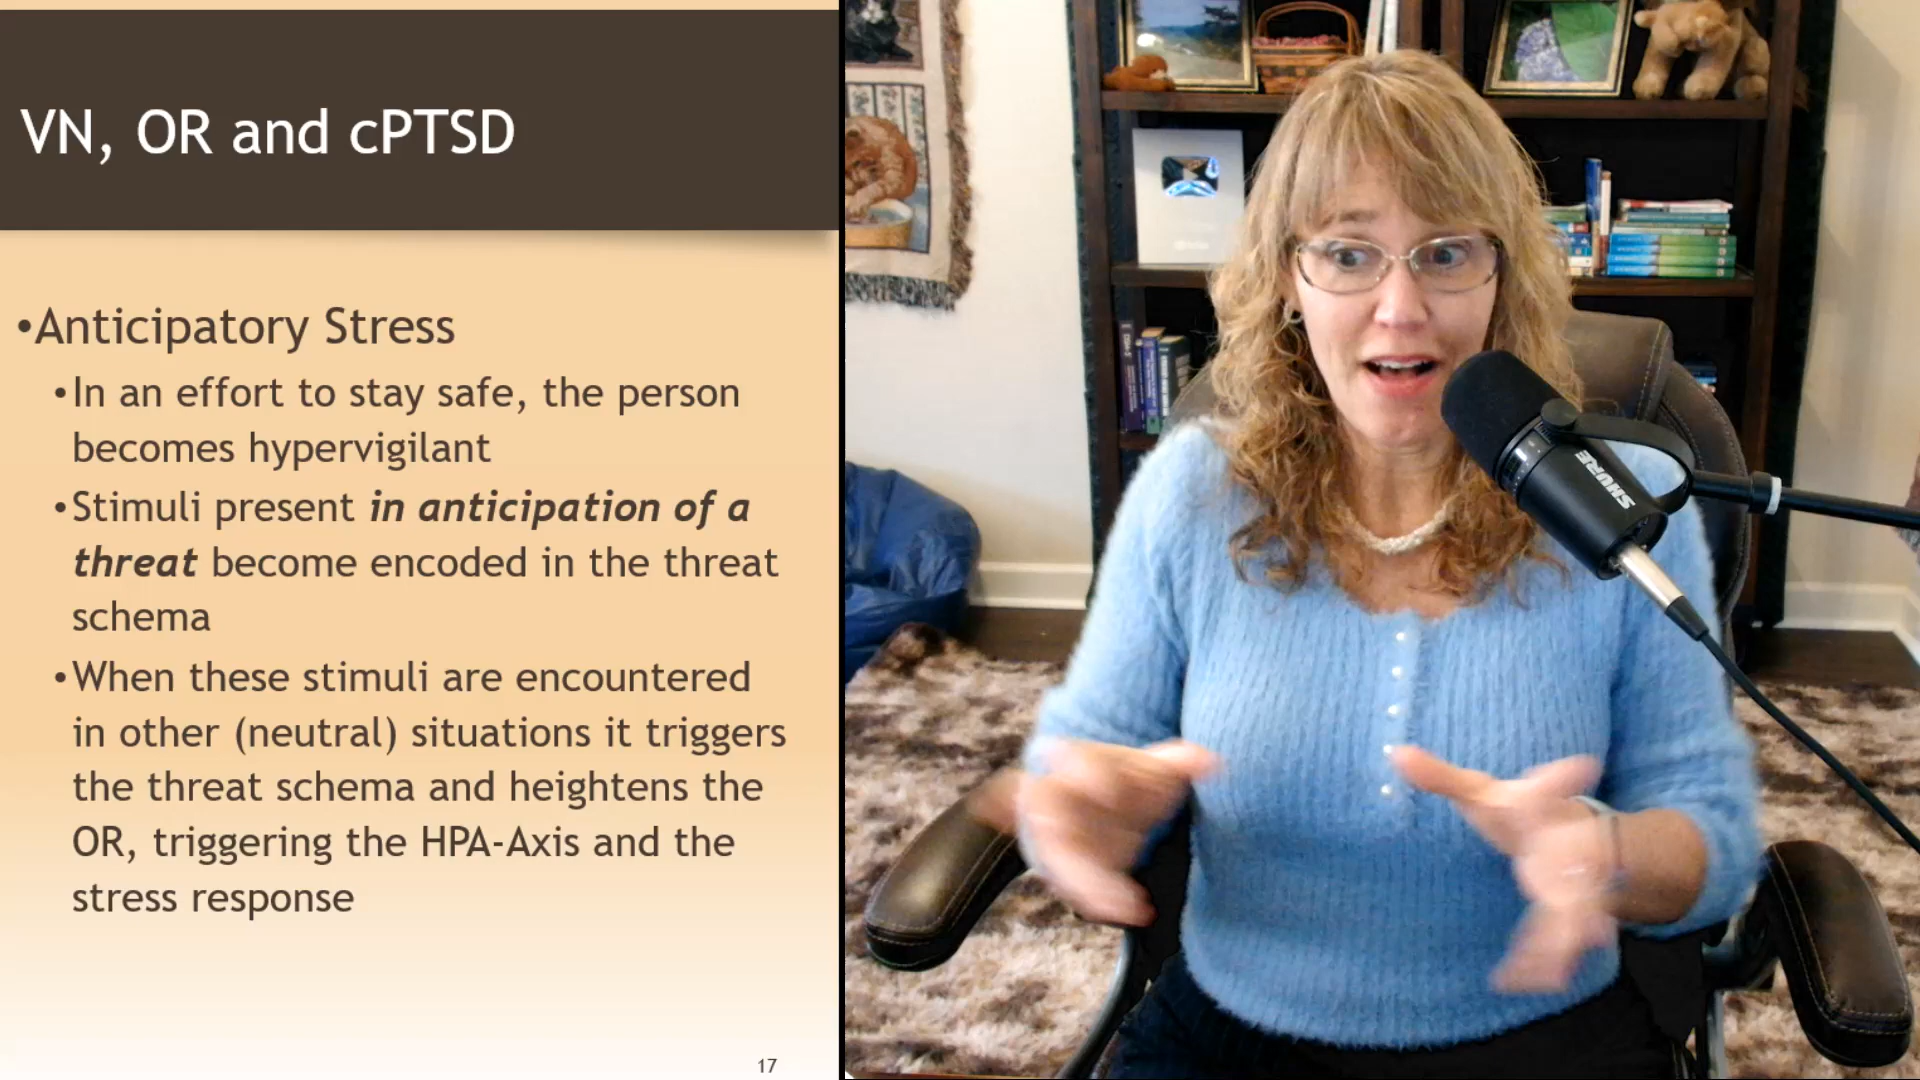 VN, OR and cPTSD
•Anticipatory Stress
•In an effort to stay safe, the person
becomes hypervigilant
•Stimuli present in anticipation of a
threat become encoded in the threat
schema
•When these stimuli are encountered
in other (neutral) situations it triggers
the threat schema and heightens the
OR, triggering the HPA-Axis and the
stress response
17
SHURE